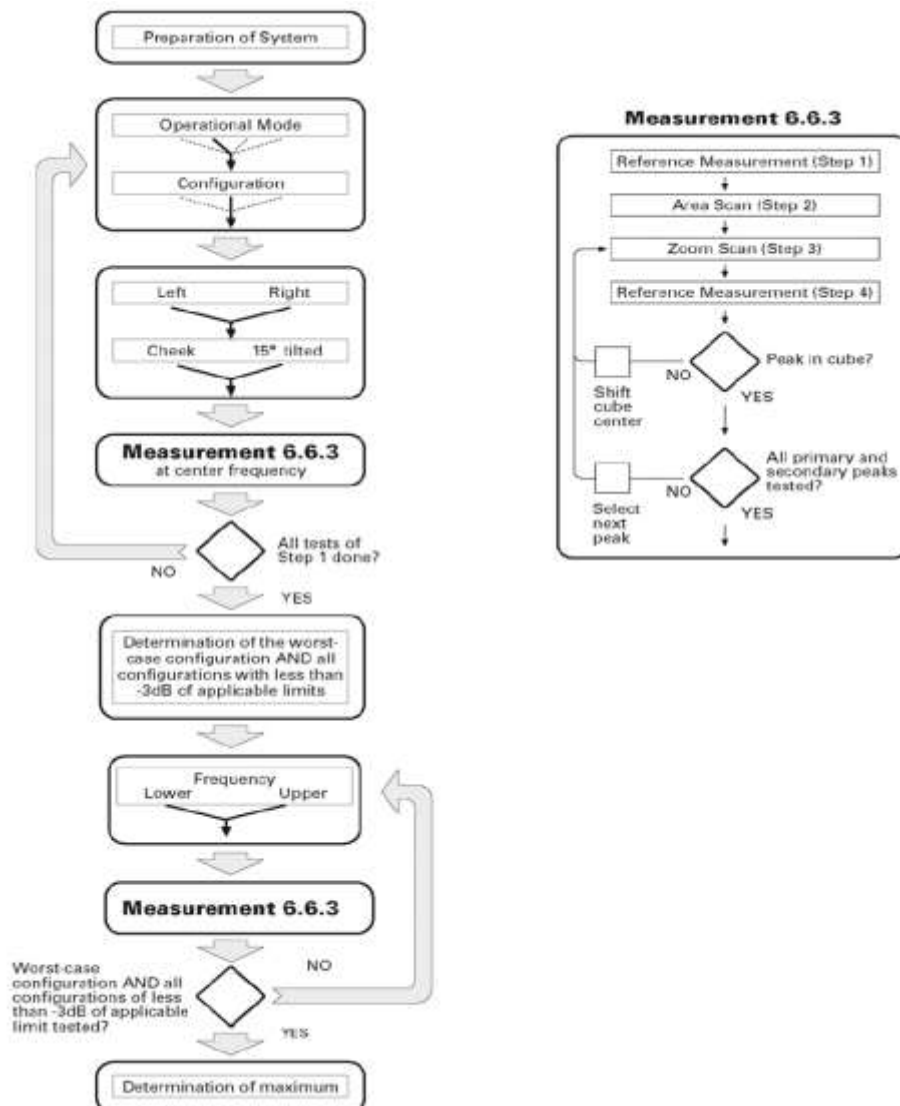 Preparation of System
Operational Mode
Configuration
Left Right
Cheek 15° tilted
Measurement 6.6.3
at center frequency
All tests of
Step 1 done?
NO
YES
Determination of the worst-
case configuration AND all
configurations with less than
-3dB of applicable limits
Frequency
Lower Upper
Measurement 6.6.3
Worst-case
configuration AND all
configurations of less
than -3dB of applicable
limit tested?
NO
YES
Determination of maximum
Measurement 6.6.3
Reference Measurement (Step 1)
Area Scan (Step 2)
Zoom Scan (Step 3)
Reference Measurement (Step 4)
Peak in cube?
NO
YES
Shift
cube
center
All primary and
secondary peaks
tested?
NO
YES
Select
next
peak